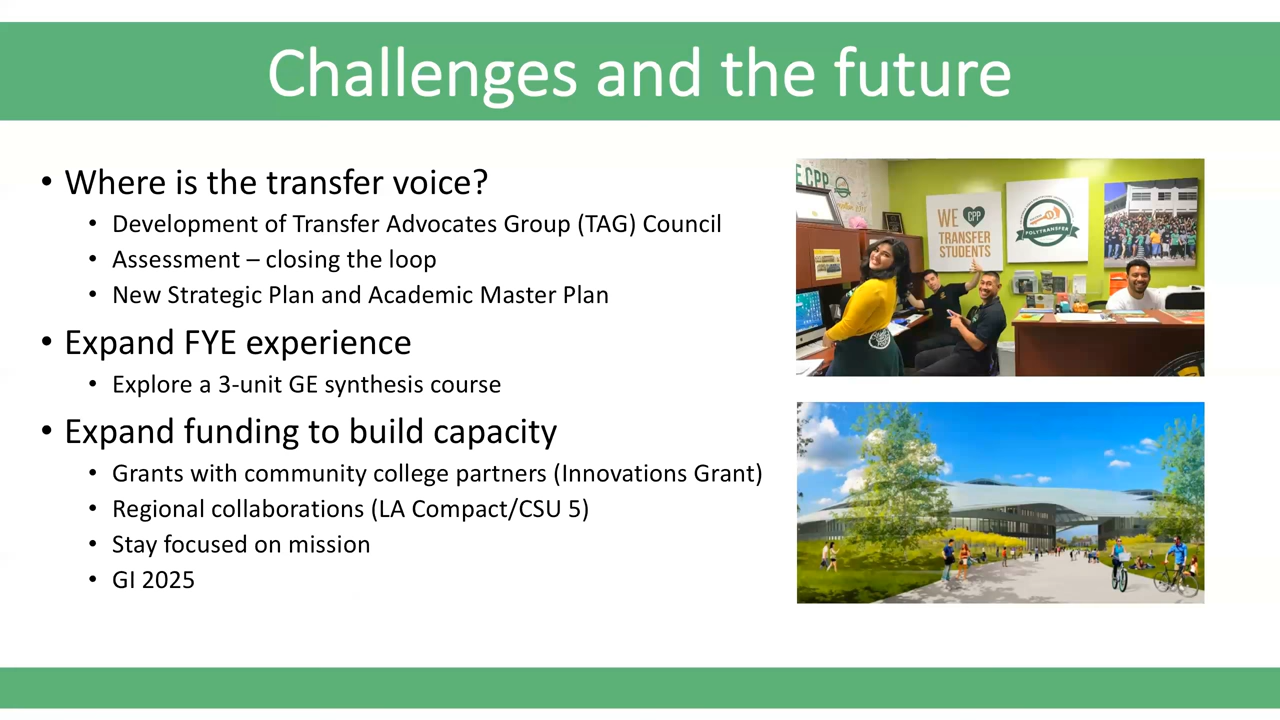 Challenges and the future
• Where is the transfer voice?
• Development of Transfer Advocates Group (TAG) Council
• Assessment – closing the loop
• New Strategic Plan and Academic Master Plan
• Expand FYE experience
• Explore a 3-unit GE synthesis course
• Expand funding to build capacity
• Grants with community college partners (Innovations Grant)
• Regional collaborations (LA Compact/CSU 5)
• Stay focused on mission
• GI 2025
E CPP
WE CPP
TRANSFER
STUDENTS
POLYTRANSFER